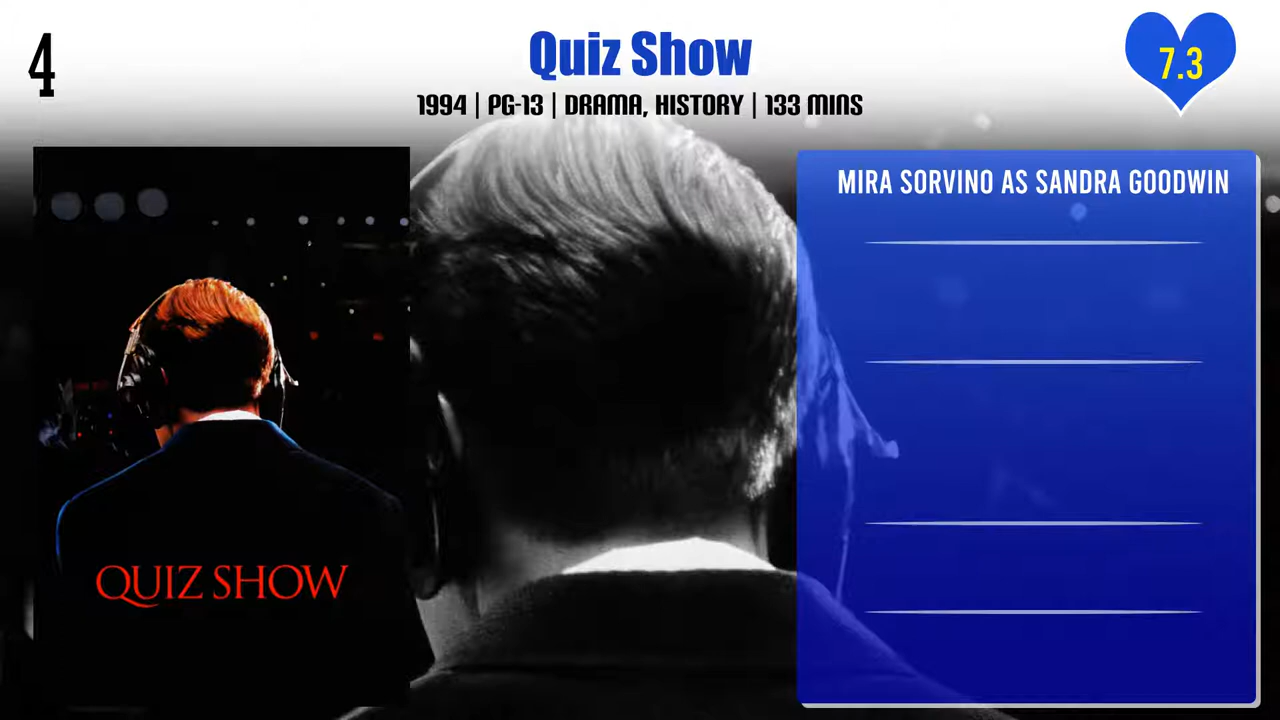 4
Quiz Show
1994 | PG-13 | DRAMA, HISTORY | 133 MINS
7.3
MIRA SORVINO AS SANDRA GOODWIN
QUIZ SHOW